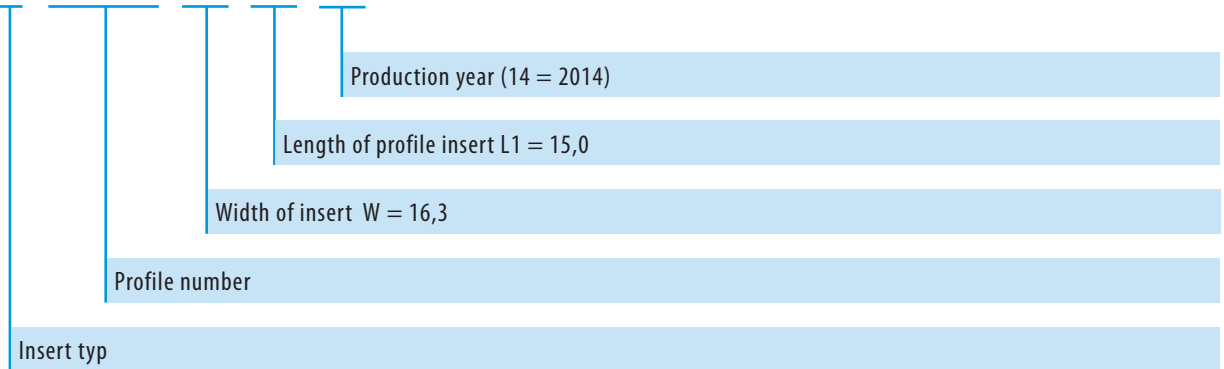 Production year (14 = 2014)
Length of profile insert L1 = 15,0
Width of insert  W = 16,3
Profile number
Insert typ